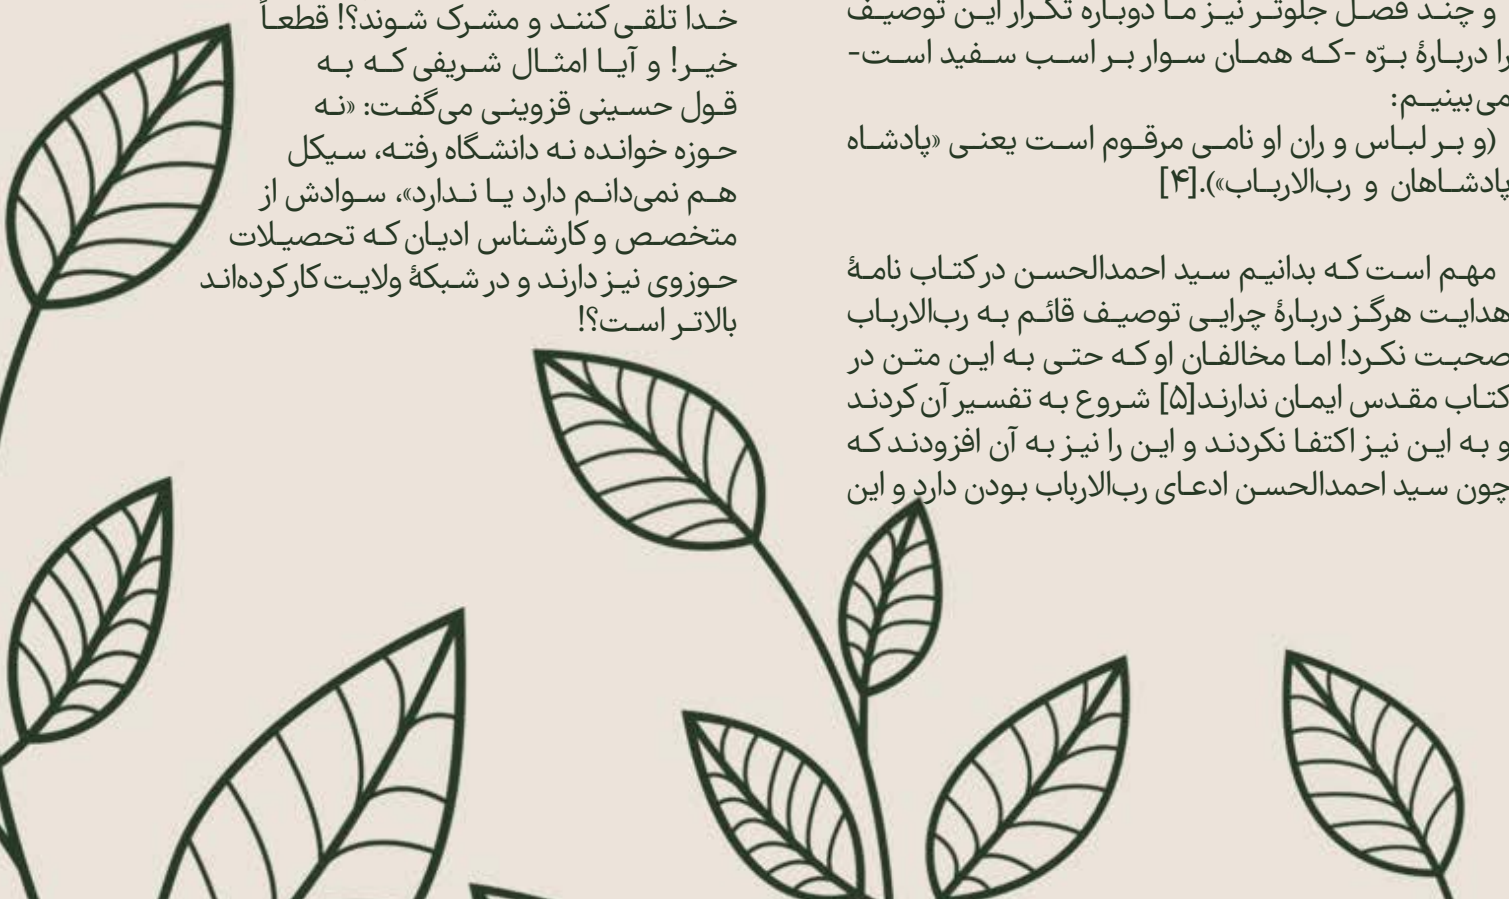 و چند فصل جلوتر نیز ما دوباره تکرار این توصیف
را دربارهٔ برّه -که همان سوار بر اسب سفید است-
می‌بینیم:
(و بر لباس و ران او نامی مرقوم است یعنی «پادشاه
پادشاهان و رب‌الارباب»).[۴]
مهم است که بدانیم سید احمدالحسن در کتاب نامهٔ
هدایت هرگز دربارهٔ چرایی توصیف قائم به رب‌الارباب
صحبت نکرد! اما مخالفان او که حتی به این متن در
کتاب مقدس ایمان ندارند[۵] شروع به تفسیر آن کردند
و به این نیز اکتفا نکردند و این را نیز به آن افزودند که
چون سید احمدالحسن ادعای رب‌الارباب بودن دارد و این
خدا تلقی کنند و مشرک شوند؟! قطعاً
خیر! و آیا امثال شریفی که به
قول حسینی قزوینی می‌گفت: «نه
حوزه خوانده نه دانشگاه رفته، سیکل
هم نمی‌دانم دارد یا ندارد»، سوادش از
متخصص و کارشناس ادیان که تحصیلات
حوزوی نیز دارند و در شبکهٔ ولایت کار کرده‌اند
بالاتر است؟!